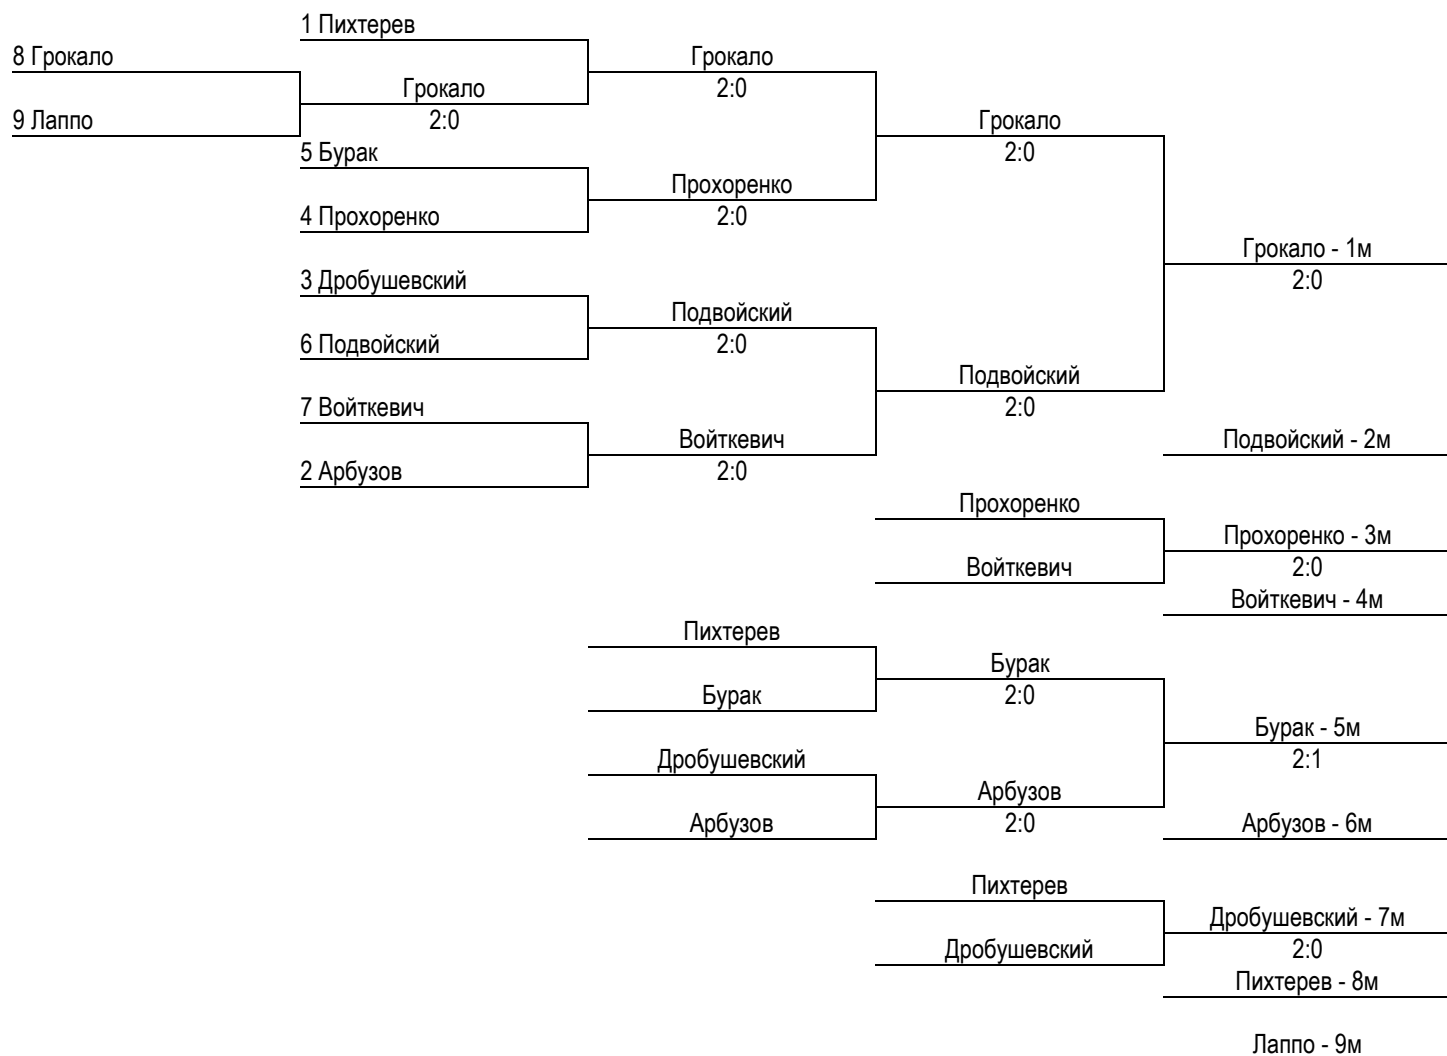 1 Пихтерев
8 Грокало
Грокало
Грокало
2:0
9 Лаппо
2:0
Грокало
2:0
5 Бурак
Прохоренко
2:0
4 Прохоренко
Грокало - 1м
2:0
3 Дробушевский
Подвойский
2:0
6 Подвойский
Подвойский
2:0
7 Войткевич
Войткевич
2:0
Подвойский - 2м
2 Арбузов
Прохоренко
Прохоренко - 3м
2:0
Войткевич
Войткевич - 4м
Пихтерев
Бурак
2:0
Бурак
Бурак - 5м
2:1
Дробушевский
Арбузов
2:0
Арбузов
Арбузов - 6м
Пихтерев
Дробушевский - 7м
2:0
Дробушевский
Пихтерев - 8м
Лаппо - 9м